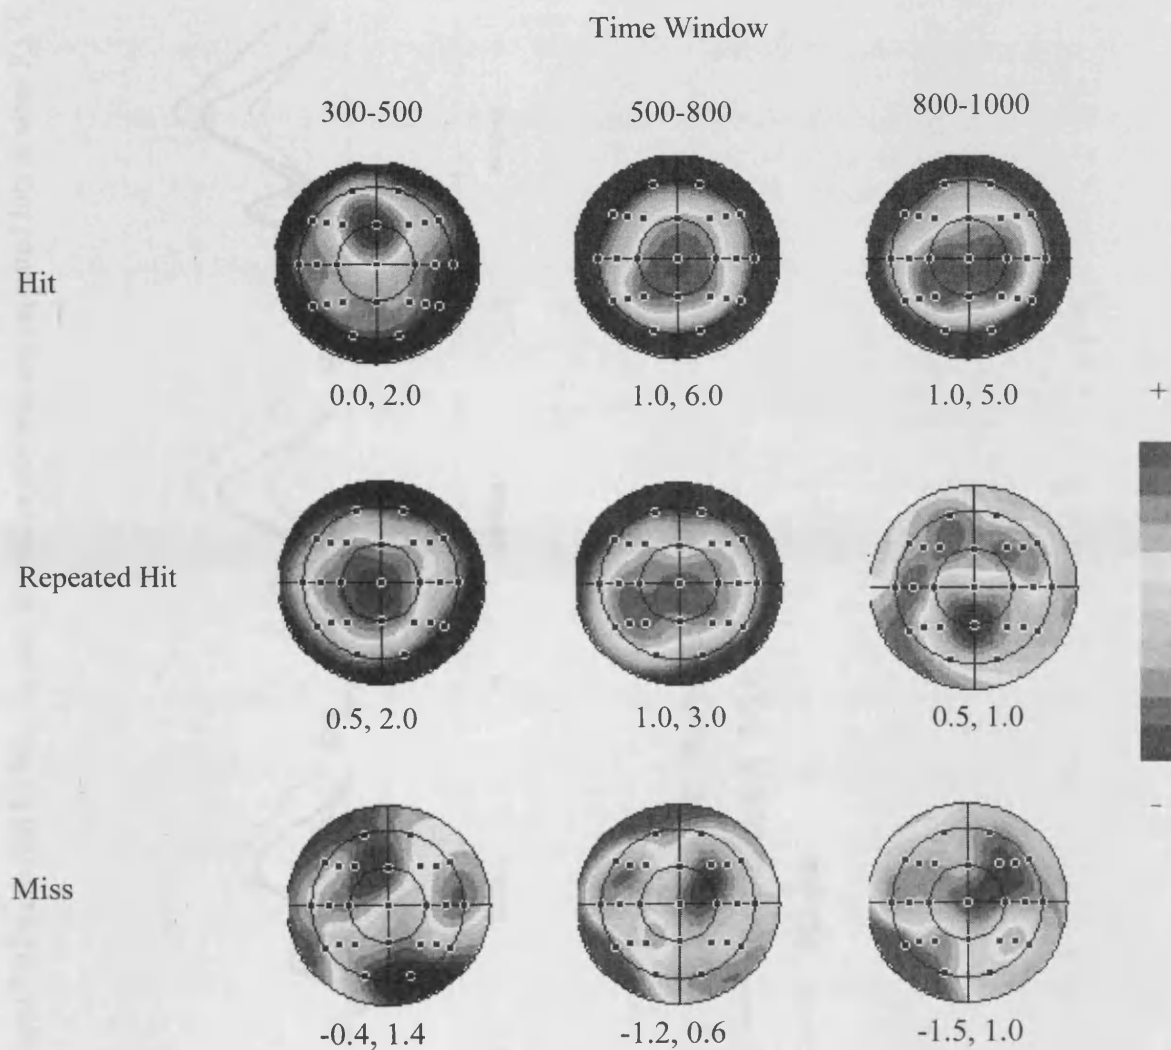 Time Window
300-500 500-800 800-1000
Hit
0.0, 2.0 1.0, 6.0 1.0, 5.0
+
Repeated Hit
0.5, 2.0 1.0, 3.0 0.5, 1.0
-
Miss
-0.4, 1.4 -1.2, 0.6 -1.5, 1.0